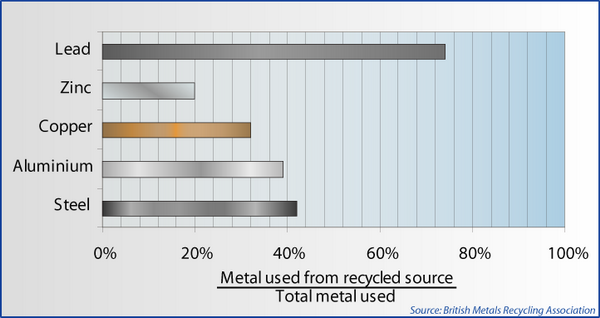 Lead
Zinc
Copper
Aluminium
Steel
0% 20% 40% 60% 80% 100%
Metal used from recycled source
Total metal used
Source: British Metals Recycling Association